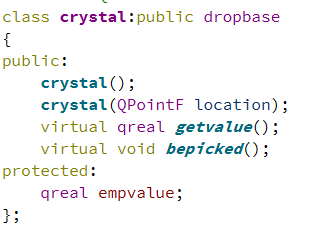 class crystal:public dropbase
{
public:
    crystal();
    crystal(QPointF location);
    virtual qreal getvalue();
    virtual void bepicked();
protected:
    qreal empvalue;
};